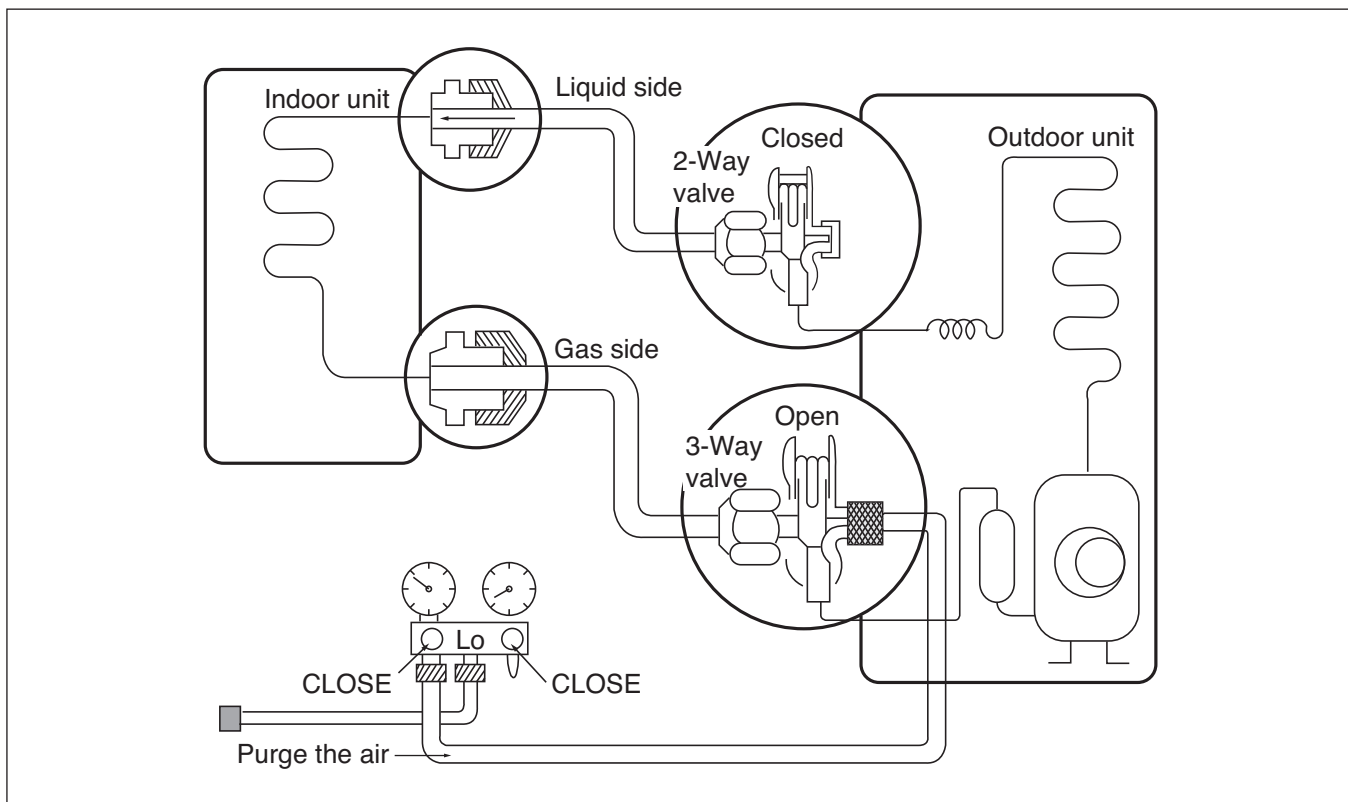 Indoor unit
Liquid side
Closed
2-Way
valve
Outdoor unit
Gas side
Open
3-Way
valve
Lo
CLOSE
CLOSE
Purge the air